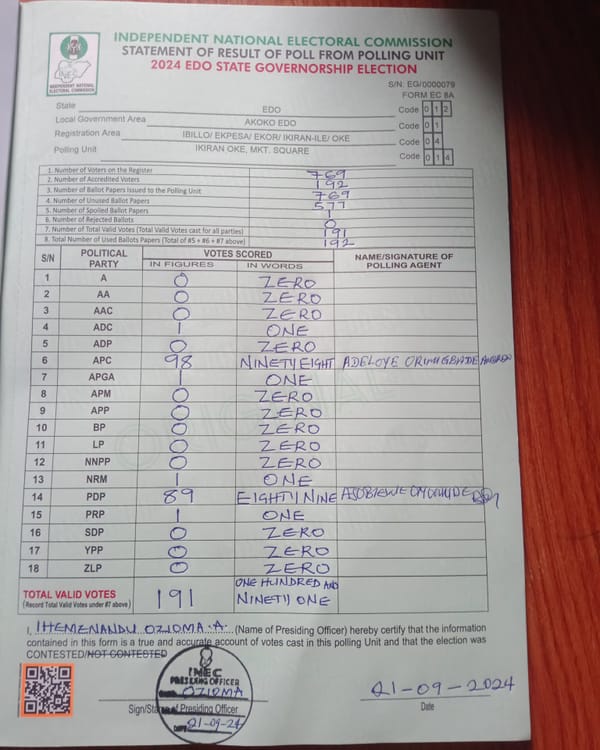 INDEPENDENT NATIONAL ELECTORAL COMMISSION
STATEMENT OF RESULT OF POLL FROM POLLING UNIT
2024 EDO STATE GOVERNORSHIP ELECTION
INEC
INDEPENDENT NATIONAL
ELECTORAL COMMISSION
S/N: EG/0000079
FORM EC 8A
State EDO Code 0 1 2
Local Government Area AKOKO EDO Code 0 1
Registration Area IBILLO/ EKPESA/ EKOR/ IKIRAN-ILE/ OKE Code 0 4
Polling Unit IKIRAN OKE, MKT. SQUARE Code 0 1 4
1. Number of Voters on the Register 769
2. Number of Accredited Voters 192
3. Number of Ballot Papers Issued to the Polling Unit 769
4. Number of Unused Ballot Papers 577
5. Number of Spoiled Ballot Papers 1
6. Number of Rejected Ballots 0
7. Number of Total Valid Votes (Total Valid Votes cast for all parties) 191
8. Total Number of Used Ballots Papers (Total of #5 + #6 + #7 above) 192
S/N POLITICAL PARTY VOTES SCORED NAME/SIGNATURE OF POLLING AGENT
IN FIGURES IN WORDS
1 A 0 ZERO
2 AA 0 ZERO
3 AAC 0 ZERO
4 ADC 1 ONE
5 ADP 0 ZERO
6 APC 98 NINETY EIGHT ADELOYE
7 APGA 1 ONE
8 APM 0 ZERO
9 APP 0 ZERO
10 BP 0 ZERO
11 LP 0 ZERO
12 NNPP 0 ZERO
13 NRM 1 ONE
14 PDP 89 EIGHTY NINE
15 PRP 1 ONE
16 SDP 0 ZERO
17 YPP 0 ZERO
18 ZLP 0 ZERO
TOTAL VALID VOTES 191 ONE HUNDRED AND
(Record Total Valid Votes under #7 above) NINETY ONE
I, IHEMENANDU OZIOMA .A. (Name of Presiding Officer) hereby certify that the information
contained in this form is a true and accurate account of votes cast in this polling Unit and that the election was
CONTESTED/NOT CONTESTED
INEC
PRESIDING OFFICER
OZIOMA
21-09-24
21-09-2024
Sign/Stamp of Presiding Officer
Date